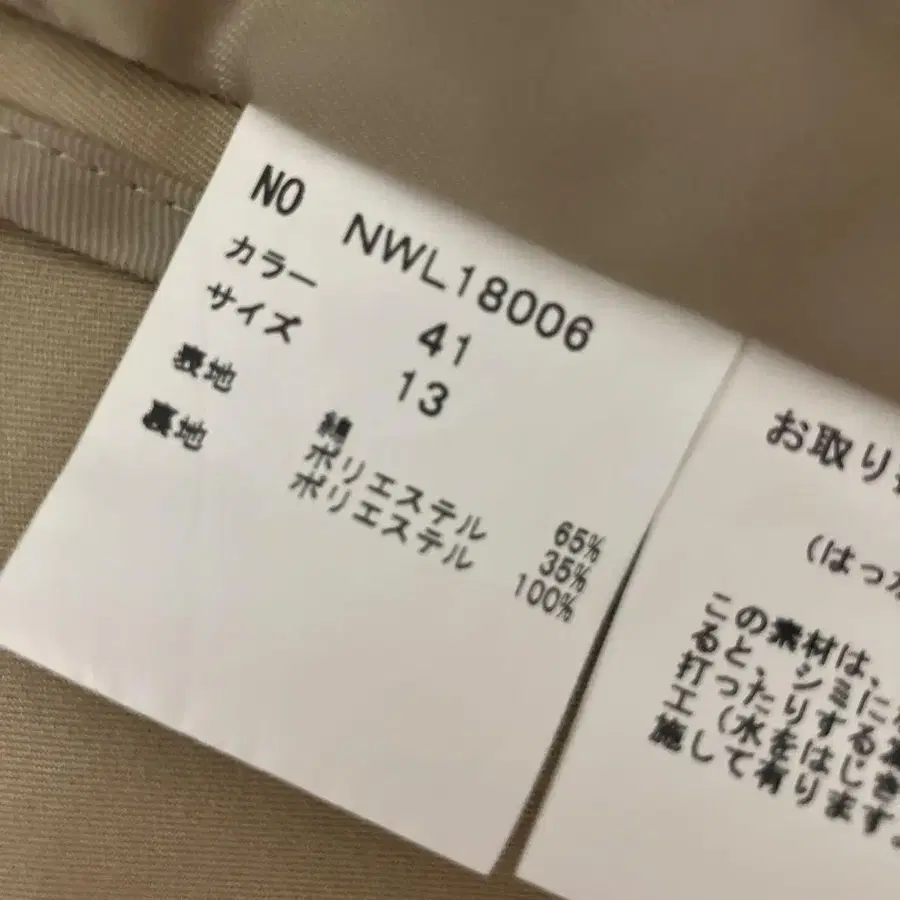 NO NWL18006
カラー 41
サイズ 13
表地 綿 65%
ポリエステル 35%
裏地 ポリエステル 100%
お取り
(はっ
この素材は、
ると、シミに
打ったりする
工(水をはじき
施して有ります。